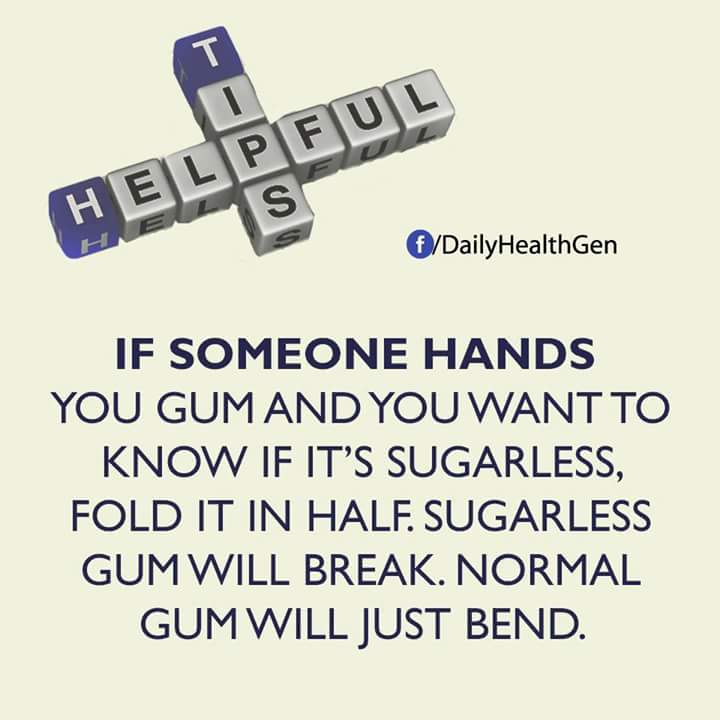 TIPS
HELPFUL
f/DailyHealthGen
IF SOMEONE HANDS
YOU GUM AND YOU WANT TO
KNOW IF IT'S SUGARLESS,
FOLD IT IN HALF. SUGARLESS
GUM WILL BREAK. NORMAL
GUM WILL JUST BEND.